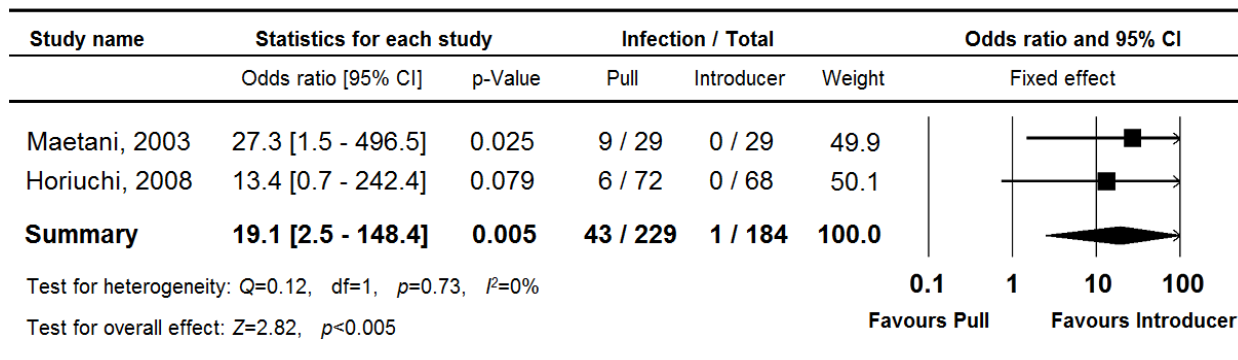 Study name Statistics for each study Infection / Total Odds ratio and 95% CI
Odds ratio [95% CI] p-Value Pull Introducer Weight Fixed effect
Maetani, 2003 27.3 [1.5 - 496.5] 0.025 9 / 29 0 / 29 49.9
Horiuchi, 2008 13.4 [0.7 - 242.4] 0.079 6 / 72 0 / 68 50.1
Summary 19.1 [2.5 - 148.4] 0.005 43 / 229 1 / 184 100.0
Test for heterogeneity: Q=0.12, df=1, p=0.73, I²=0%
0.1 1 10 100
Test for overall effect: Z=2.82, p<0.005
Favours Pull Favours Introducer